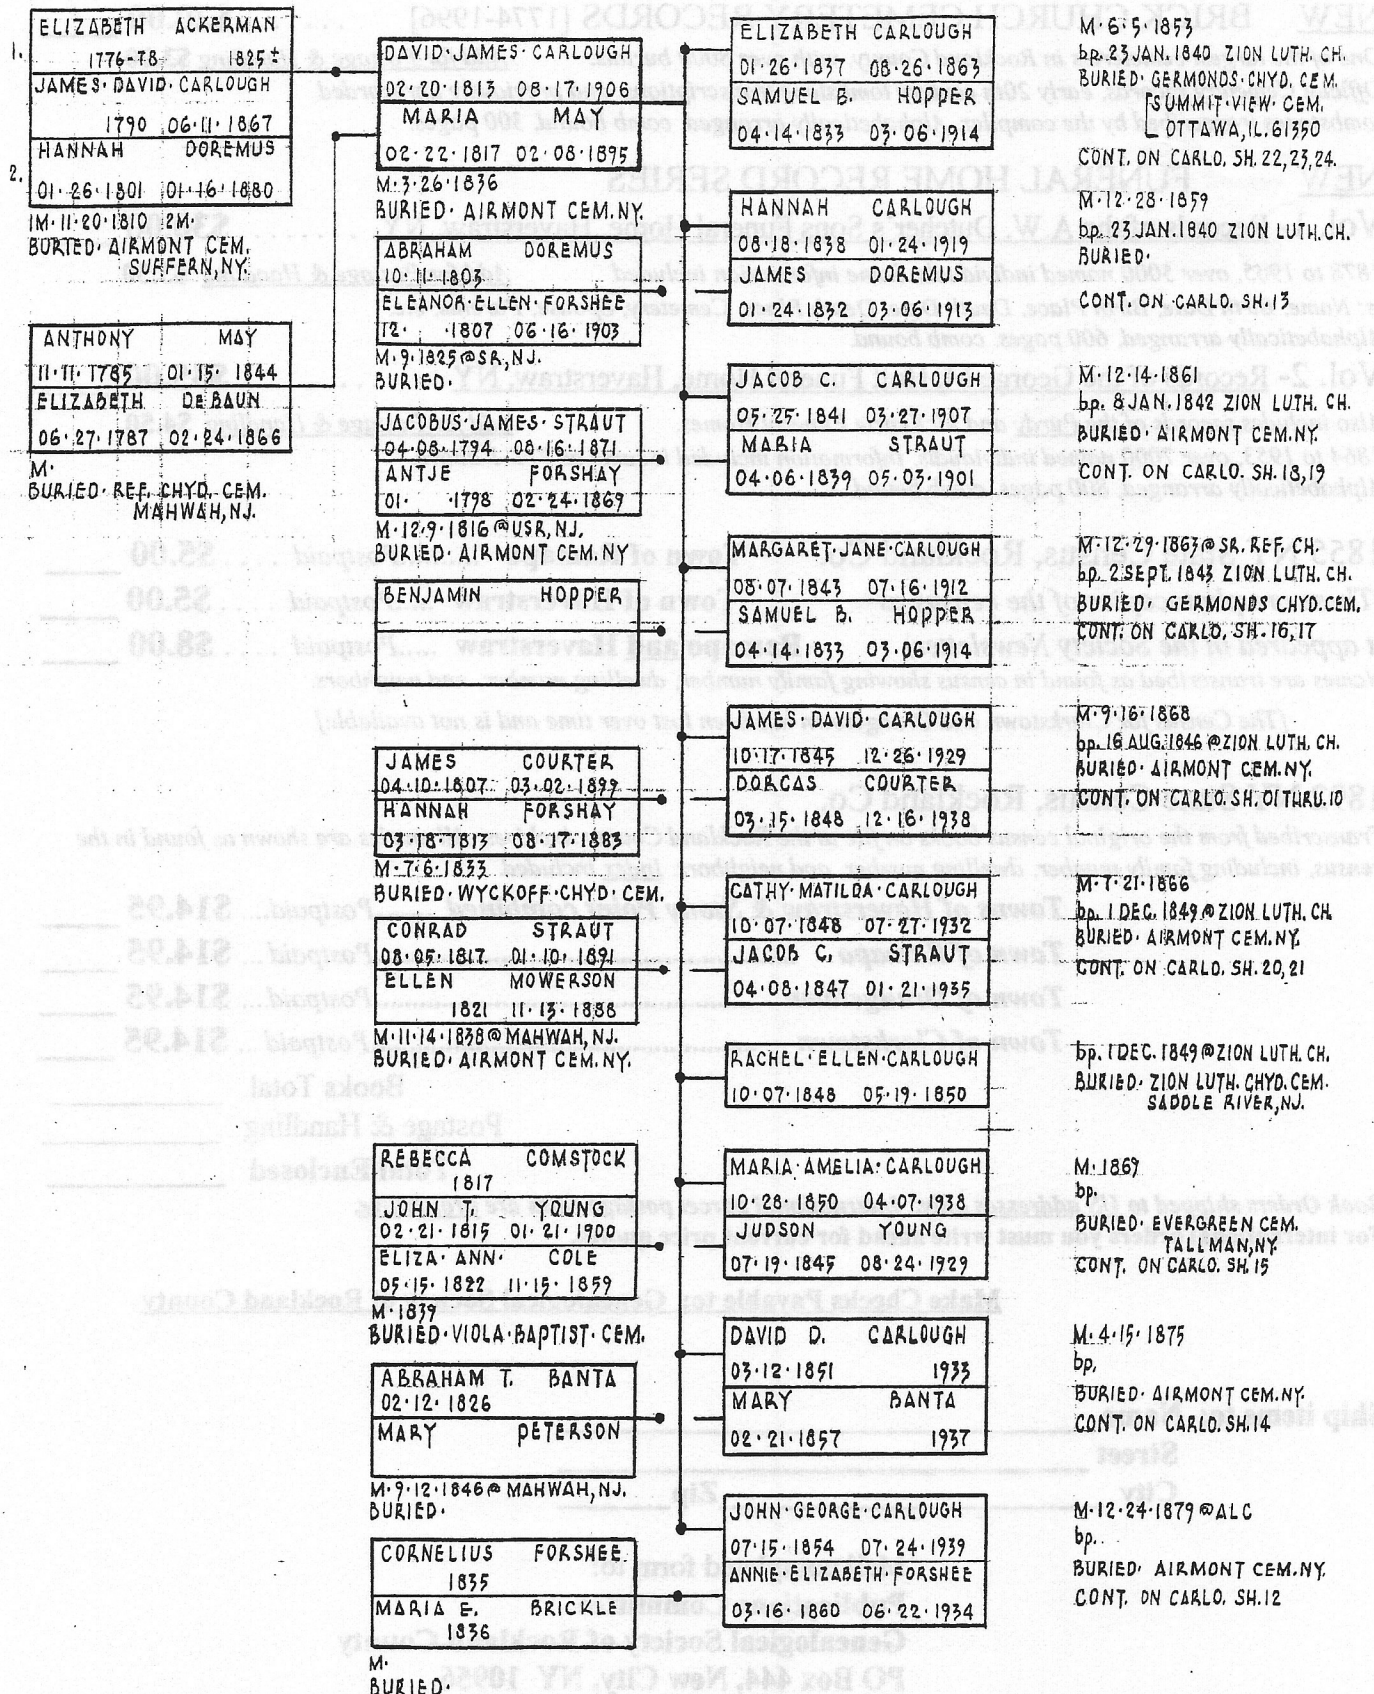 1.
ELIZABETH ACKERMAN
1776-78 1825+
JAMES·DAVID·CARLOUGH
1790 06·11·1867
2.
HANNAH DOREMUS
01·26·1801 01·16·1880
1M·11·20·1810 2M·
BURIED·AIRMONT CEM.
SUFFERN, NY.
ANTHONY MAY
11·11·1785 01·15·1844
ELIZABETH DEBAUN
06·27·1787 02·24·1866
M·
BURIED·REF. CHYD. CEM.
MAHWAH, NJ.
DAVID·JAMES·CARLOUGH
02·20·1813 08·17·1906
MARIA MAY
02·22·1817 02·08·1895
M·3·26·1836
BURIED·AIRMONT CEM.NY.
ABRAHAM DOREMUS
10·11·1803
ELEANOR·ELLEN·FORSHEE
12· ·1807 06·16·1903
M·9·1825@SR,NJ.
BURIED·
JACOBUS·JAMES·STRAUT
04·08·1794 08·16·1871
ANTJE FORSHAY
01· ·1798 02·24·1869
M·12·9·1816@USR,NJ.
BURIED·AIRMONT CEM.NY
BENJAMIN HOPPER
JAMES COURTER
04·10·1807 03·02·1899
HANNAH FORSHAY
03·18·1813 08·27·1883
M·7·6·1833
BURIED·WYCKOFF·CHYD·CEM.
CONRAD STRAUT
08·05·1817 01·10·1891
ELLEN MOWERSON
1821 11·13·1888
M·11·14·1838@MAHWAH,NJ.
BURIED·AIRMONT CEM.NY.
REBECCA COMSTOCK
1817
JOHN T. YOUNG
02·21·1815 01·21·1900
ELIZA·ANN· COLE
05·15·1822 11·15·1859
M·1839
BURIED·VIOLA·BAPTIST·CEM.
ABRAHAM T. BANTA
02·12·1826
MARY PETERSON
M·9·12·1846@MAHWAH,NJ.
BURIED·
CORNELIUS FORSHEE
1835
MARIA E. BRICKLE
1836
M·
BURIED·
ELIZABETH CARLOUGH
01·26·1837 08·26·1863
SAMUEL B. HOPPER
04·14·1833 03·06·1914
M·6·5·1853
bp. 23 JAN. 1840 ZION LUTH. CH.
BURIED·GERMONDS·CHYD. CEM.
SUMMIT·VIEW·CEM.
OTTAWA, IL. 61350
CONT. ON CARLO. SH. 22,23,24.
HANNAH CARLOUGH
08·18·1838 01·24·1919
JAMES DOREMUS
01·24·1832 03·06·1913
M·12·28·1859
bp. 23 JAN. 1840 ZION LUTH. CH.
BURIED·
CONT. ON CARLO. SH. 13
JACOB C. CARLOUGH
05·25·1841 03·27·1907
MARIA STRAUT
04·06·1839 05·03·1901
M·12·14·1861
bp. 8 JAN. 1842 ZION LUTH. CH.
BURIED·AIRMONT CEM.NY.
CONT. ON CARLO. SH. 18,19
MARGARET·JANE·CARLOUGH
08·07·1843 07·16·1912
SAMUEL B. HOPPER
04·14·1833 03·06·1914
M·12·29·1863@SR. REF. CH.
bp. 2 SEPT. 1843 ZION LUTH. CH.
BURIED·GERMONDS CHYD.CEM.
CONT. ON CARLO. SH. 16,17
JAMES·DAVID·CARLOUGH
10·17·1845 12·26·1929
DORCAS COURTER
03·15·1848 12·16·1938
M·9·16·1868
bp. 16 AUG. 1846 @ZION LUTH. CH.
BURIED·AIRMONT CEM.NY.
CONT. ON CARLO.SH. 01 THRU. 10
CATHY·MATILDA·CARLOUGH
10·07·1848 07·27·1932
JACOB C. STRAUT
04·08·1847 01·21·1935
M·7·21·1866
bp. 1 DEC. 1849 @ZION LUTH. CH.
BURIED·AIRMONT CEM.NY.
CONT. ON CARLO. SH. 20,21
RACHEL·ELLEN·CARLOUGH
10·07·1848 05·19·1850
bp. 1 DEC. 1849 @ZION LUTH. CH.
BURIED·ZION LUTH. CHYD. CEM.
SADDLE RIVER, NJ.
MARIA·AMELIA·CARLOUGH
10·28·1850 04·07·1938
JUDSON YOUNG
07·19·1845 08·24·1929
M·1869
bp.
BURIED·EVERGREEN CEM.
TALLMAN, NY.
CONT. ON CARLO. SH. 15
DAVID D. CARLOUGH
03·12·1851 1933
MARY BANTA
02·21·1857 1937
M·4·15·1875
bp.
BURIED·AIRMONT CEM.NY.
CONT. ON CARLO. SH. 14
JOHN·GEORGE·CARLOUGH
07·15·1854 07·24·1939
ANNIE·ELIZABETH·FORSHEE
03·16·1860 06·22·1934
M·12·24·1879@ALC
bp.
BURIED·AIRMONT CEM.NY.
CONT. ON CARLO. SH. 12